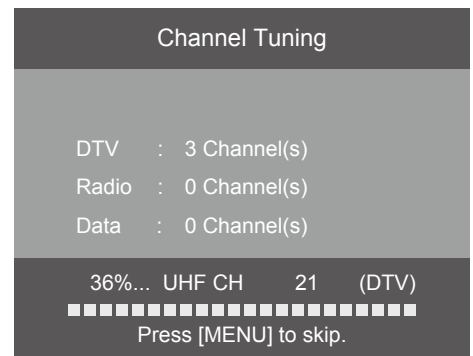 Channel Tuning
DTV : 3 Channel(s)
Radio : 0 Channel(s)
Data : 0 Channel(s)
36%... UHF CH 21 (DTV)
Press [MENU] to skip.